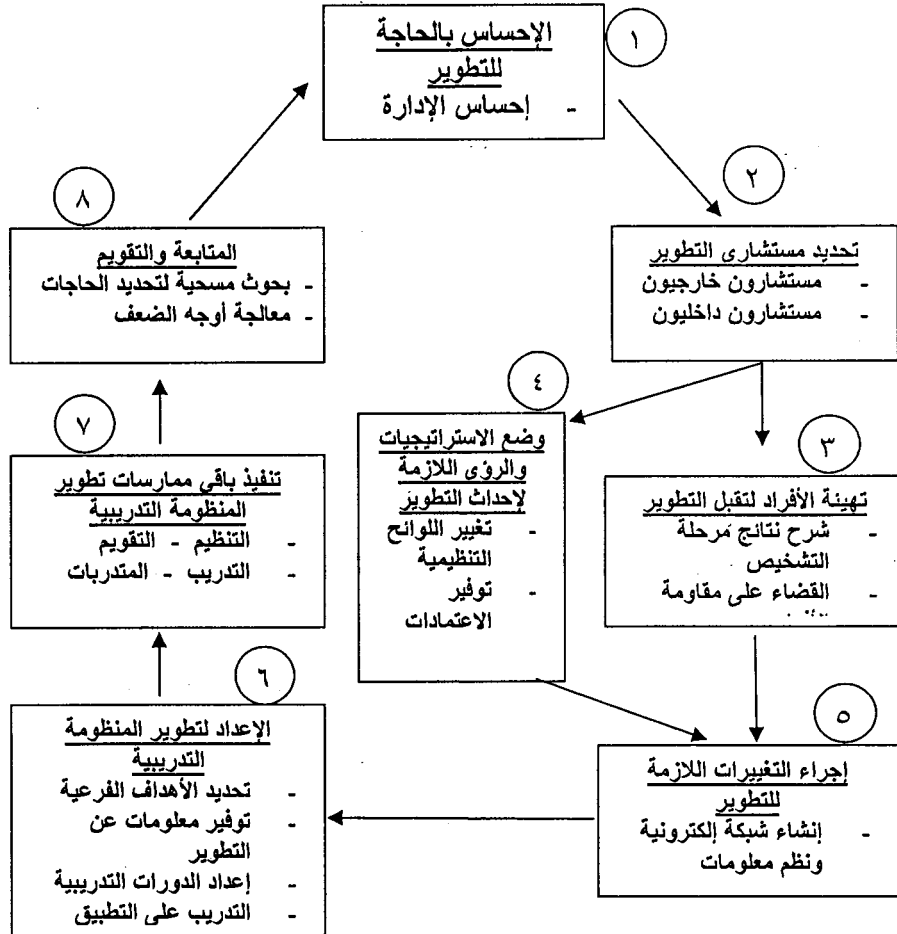 ١
الإحساس بالحاجة
للتطوير
- إحساس الإدارة
٢
تحديد مستشارى التطوير
- مستشارون خارجيون
- مستشارون داخليون
٣
تهيئة الأفراد لتقبل التطوير
- شرح نتائج مرحلة
التشخيص
- القضاء على مقاومة
٤
وضع الاستراتيجيات
والرؤى اللازمة
لإحداث التطوير
- تغيير اللوائح
التنظيمية
- توفير
الاعتمادات
٥
إجراء التغييرات اللازمة
للتطوير
- إنشاء شبكة إلكترونية
ونظم معلومات
٦
الإعداد لتطوير المنظومة
التدريبية
- تحديد الأهداف الفرعية
- توفير معلومات عن
التطوير
- إعداد الدورات التدريبية
- التدريب على التطبيق
٧
تنفيذ باقي ممارسات تطوير
المنظومة التدريبية
- التنظيم - التقويم
- التدريب - المتدربات
٨
المتابعة والتقويم
- بحوث مسحية لتحديد الحاجات
- معالجة أوجه الضعف